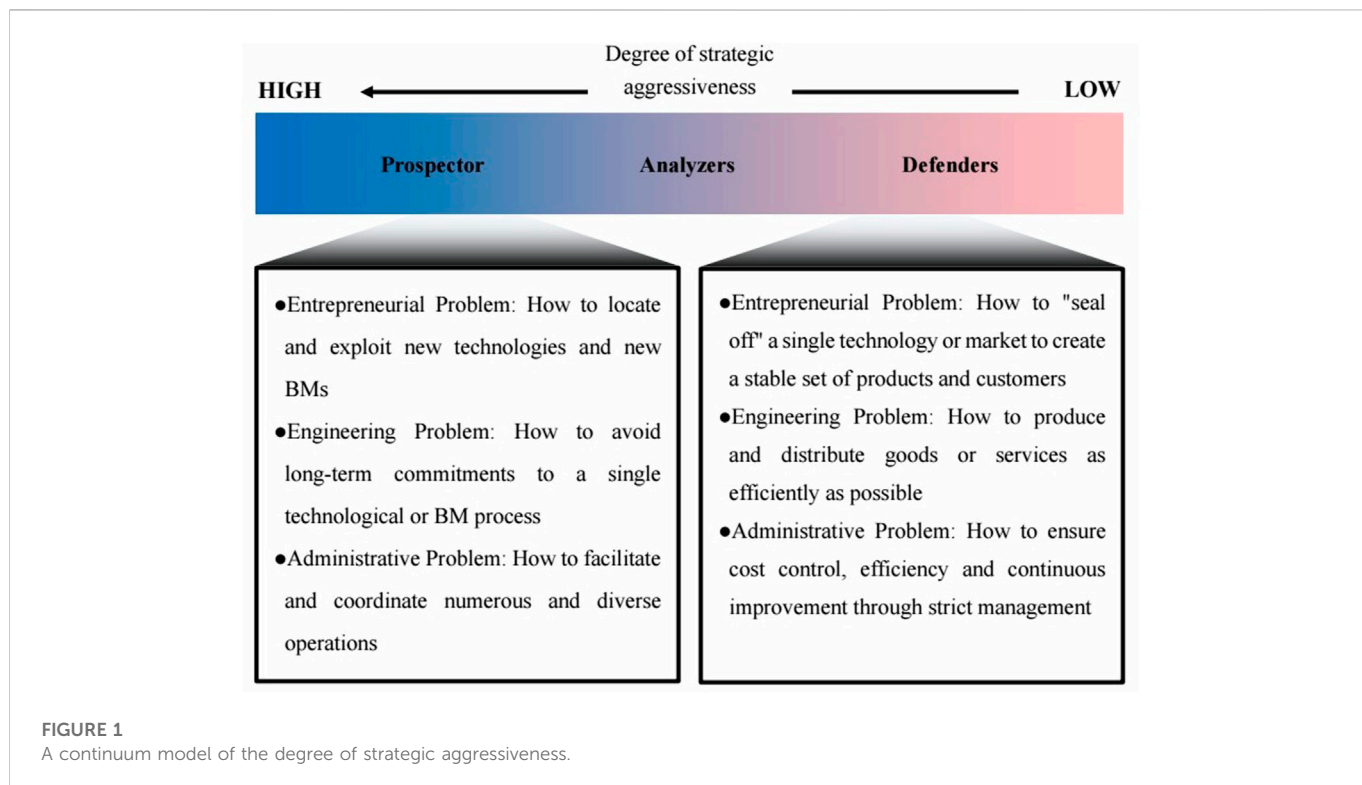 Degree of strategic
HIGH aggressiveness LOW
Prospector Analyzers Defenders
●Entrepreneurial Problem: How to locate
and exploit new technologies and new
BMs
●Engineering Problem: How to avoid
long-term commitments to a single
technological or BM process
●Administrative Problem: How to facilitate
and coordinate numerous and diverse
operations
●Entrepreneurial Problem: How to "seal
off" a single technology or market to create
a stable set of products and customers
●Engineering Problem: How to produce
and distribute goods or services as
efficiently as possible
●Administrative Problem: How to ensure
cost control, efficiency and continuous
improvement through strict management
FIGURE 1
A continuum model of the degree of strategic aggressiveness.